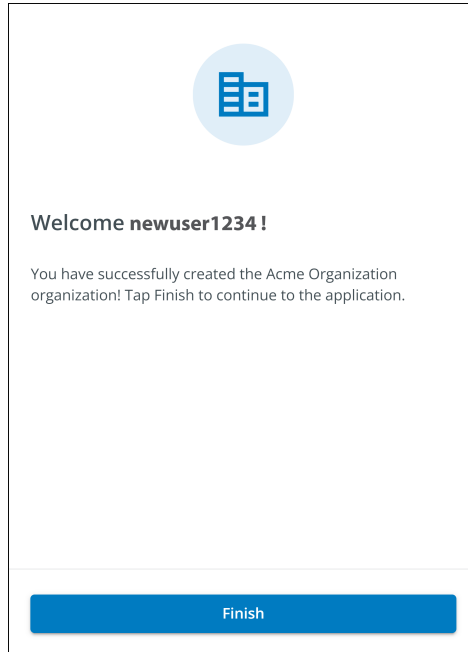 Welcome newuser1234!
You have successfully created the Acme Organization
organization! Tap Finish to continue to the application.
Finish